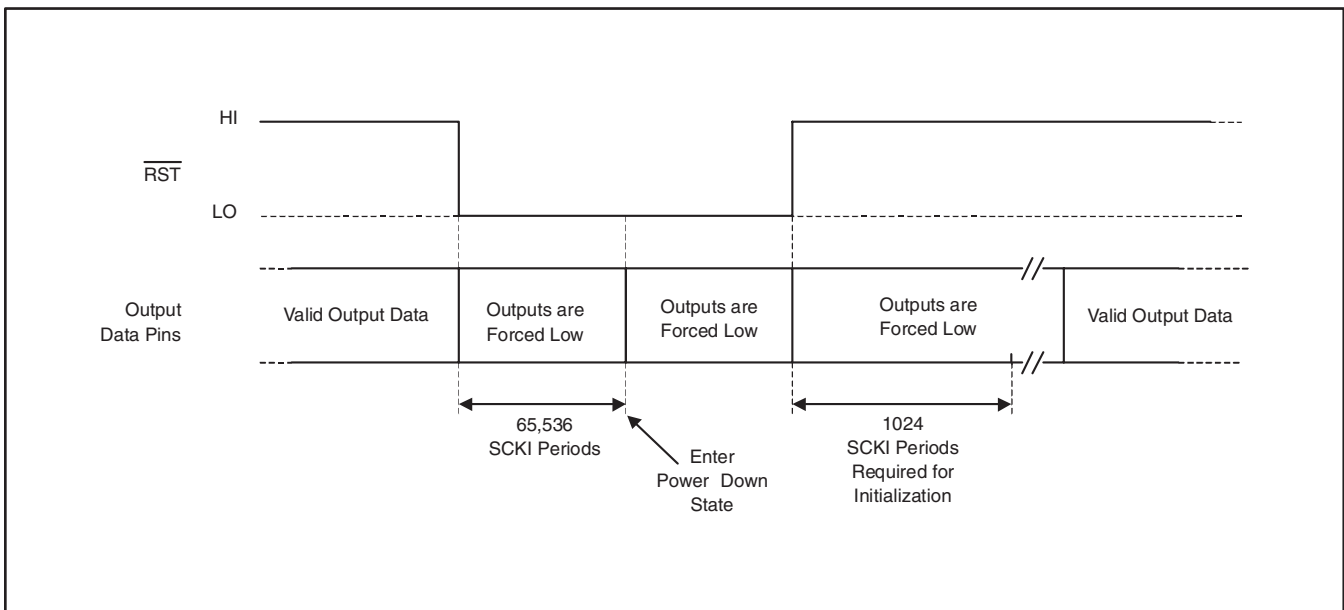 HI
RST
LO
Output
Data Pins
Valid Output Data
Outputs are
Forced Low
Outputs are
Forced Low
Outputs are
Forced Low
Valid Output Data
65,536
SCKI Periods
Enter
Power Down
State
1024
SCKI Periods
Required for
Initialization